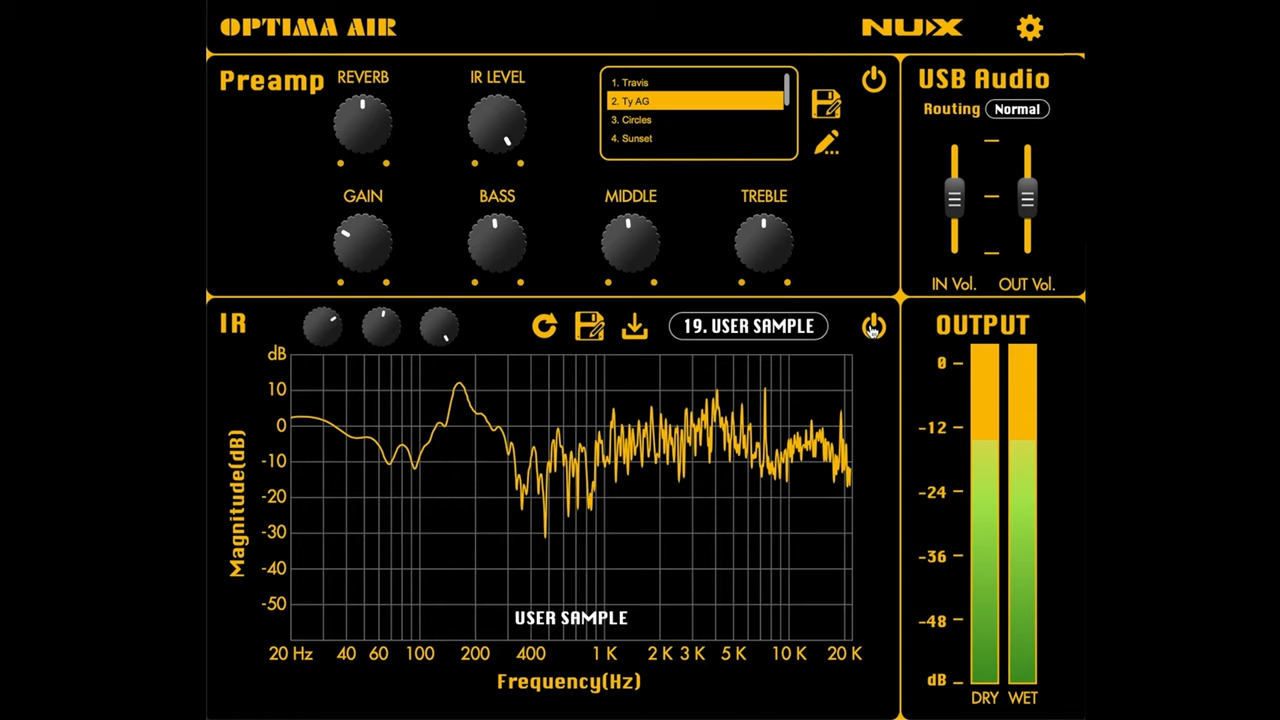 OPTIMA AIR
NUX
Preamp
REVERB
IR LEVEL
GAIN
BASS
MIDDLE
TREBLE
1. Travis
2. Ty AG
3. Circles
4. Sunset
USB Audio
Routing Normal
IN Vol. OUT Vol.
IR
19. USER SAMPLE
dB
10
0
-10
-20
-30
-40
-50
Magnitude(dB)
USER SAMPLE
20 Hz 40 60 100 200 400 1 K 2 K 3 K 5 K 10 K 20 K
Frequency(Hz)
OUTPUT
0
-12
-24
-36
-48
dB
DRY WET